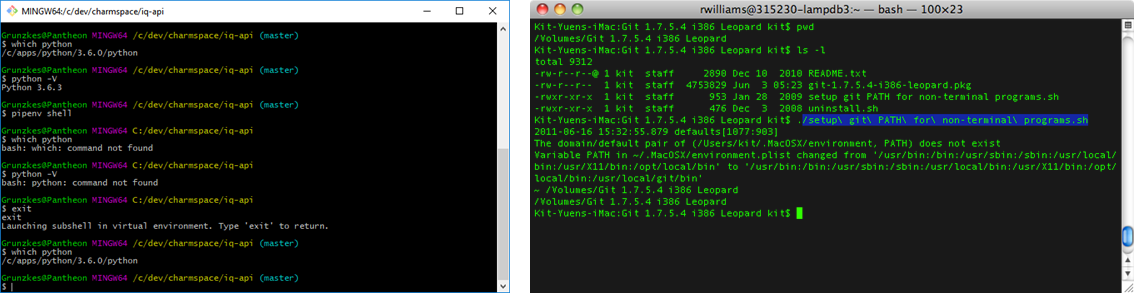 MINGW64:/c/dev/charmspace/iq-api
Grunzkes@Pantheon MINGW64 /c/dev/charmspace/iq-api (master)
$ which python
/c/apps/python/3.6.0/python
Grunzkes@Pantheon MINGW64 /c/dev/charmspace/iq-api (master)
$ python -V
Python 3.6.3
Grunzkes@Pantheon MINGW64 /c/dev/charmspace/iq-api (master)
$ pipenv shell
Grunzkes@Pantheon MINGW64 C:/dev/charmspace/iq-api
$ which python
bash: which: command not found
Grunzkes@Pantheon MINGW64 C:/dev/charmspace/iq-api
$ python -V
bash: python: command not found
Grunzkes@Pantheon MINGW64 C:/dev/charmspace/iq-api
$ exit
exit
Launching subshell in virtual environment. Type 'exit' to return.
Grunzkes@Pantheon MINGW64 /c/dev/charmspace/iq-api (master)
$ which python
/c/apps/python/3.6.0/python
Grunzkes@Pantheon MINGW64 /c/dev/charmspace/iq-api (master)
$
rwilliams@315230-lampdb3:~ — bash — 100×23
Kit-Yuens-iMac:Git 1.7.5.4 i386 Leopard kit$ pwd
/Volumes/Git 1.7.5.4 i386 Leopard
Kit-Yuens-iMac:Git 1.7.5.4 i386 Leopard kit$ ls -l
total 9312
-rw-r--r--@ 1 kit  staff     2890 Dec 10  2010 README.txt
-rw-r--r--  1 kit  staff  4753829 Jun  3 05:23 git-1.7.5.4-i386-leopard.pkg
-rwxr-xr-x  1 kit  staff      953 Jan 28  2009 setup git PATH for non-terminal programs.sh
-rwxr-xr-x  1 kit  staff      476 Dec  3  2008 uninstall.sh
Kit-Yuens-iMac:Git 1.7.5.4 i386 Leopard kit$ ./setup\ git\ PATH\ for\ non-terminal\ programs.sh
2011-06-16 15:32:55.879 defaults[1077:903]
The domain/default pair of (/Users/kit/.MacOSX/environment, PATH) does not exist
Variable PATH in ~/.MacOSX/environment.plist changed from '/usr/bin:/bin:/usr/sbin:/sbin:/usr/local/
bin:/usr/X11/bin:/opt/local/bin' to '/usr/bin:/bin:/usr/sbin:/sbin:/usr/local/bin:/usr/X11/bin:/opt/
local/bin:/usr/local/git/bin'
~ /Volumes/Git 1.7.5.4 i386 Leopard
/Volumes/Git 1.7.5.4 i386 Leopard
Kit-Yuens-iMac:Git 1.7.5.4 i386 Leopard kit$